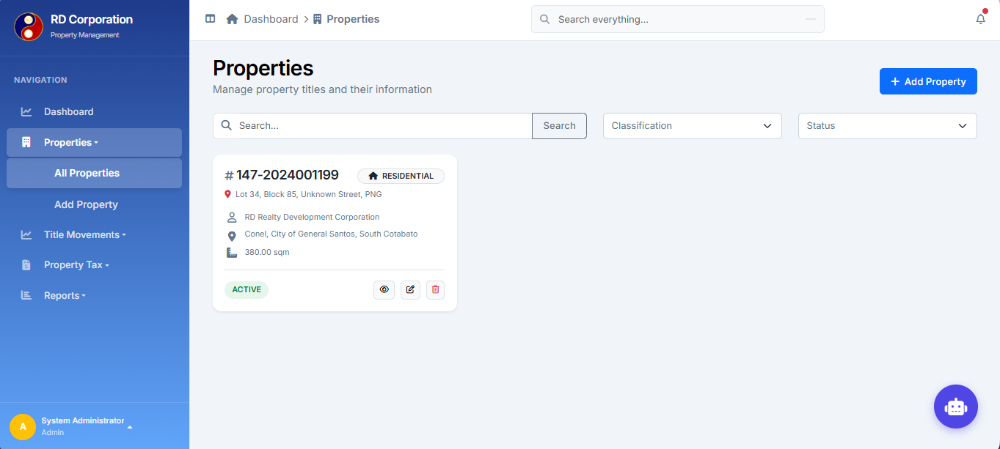 RD Corporation
Property Management
NAVIGATION
Dashboard
Properties
All Properties
Add Property
Title Movements
Property Tax
Reports
A
System Administrator
Admin
Dashboard > Properties
Search everything...
Properties
Manage property titles and their information
+ Add Property
Search...
Search
Classification
Status
# 147-2024001199
RESIDENTIAL
Lot 34, Block 85, Unknown Street, PNG
RD Realty Development Corporation
Conel, City of General Santos, South Cotabato
380.00 sqm
ACTIVE